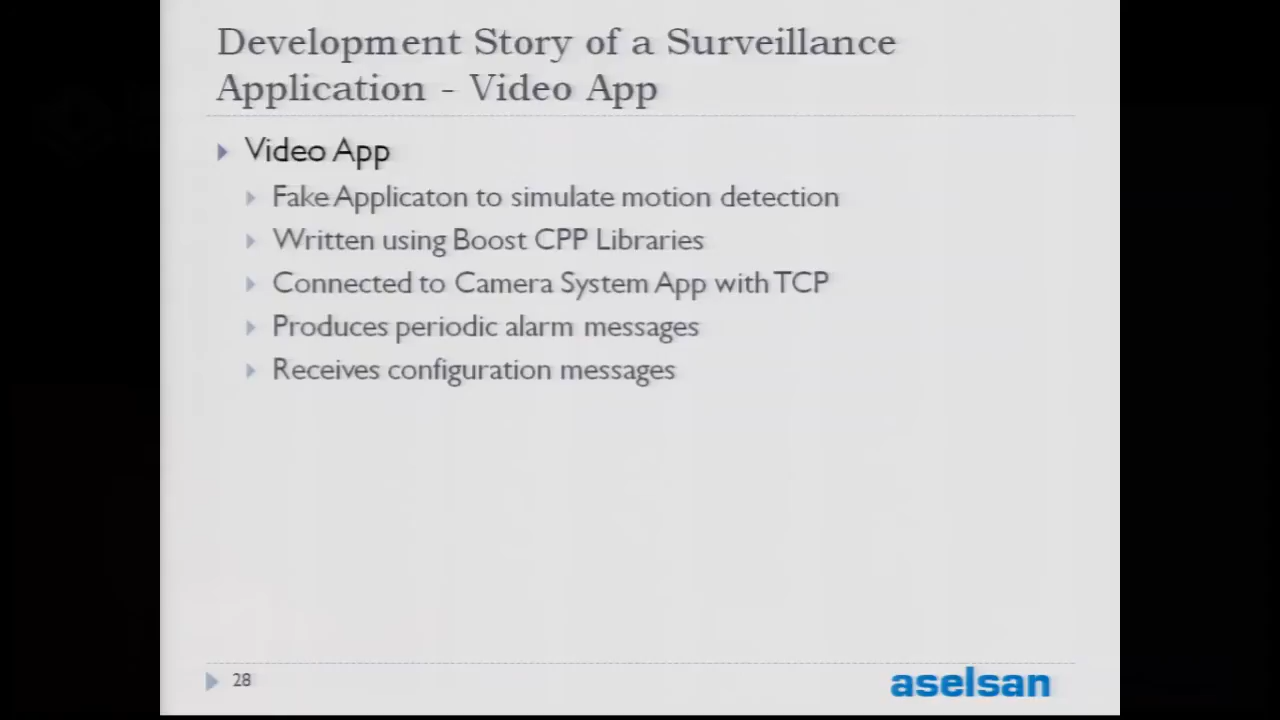 Development Story of a Surveillance
Application - Video App
Video App
Fake Applicaton to simulate motion detection
Written using Boost CPP Libraries
Connected to Camera System App with TCP
Produces periodic alarm messages
Receives configuration messages
28
aselsan